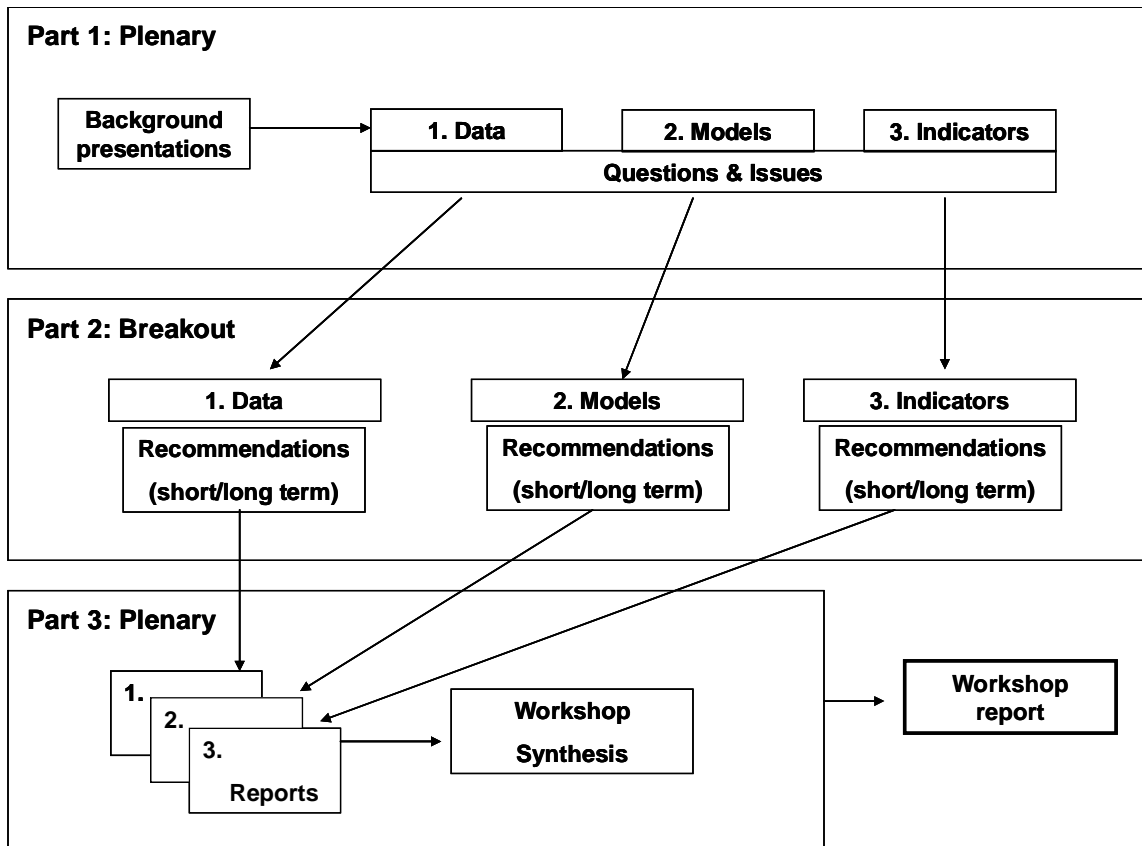 Part 1: Plenary
Background
presentations
1. Data
2. Models
3. Indicators
Questions & Issues
Part 2: Breakout
1. Data
Recommendations
(short/long term)
2. Models
Recommendations
(short/long term)
3. Indicators
Recommendations
(short/long term)
Part 3: Plenary
1.
2.
3.
Reports
Workshop
Synthesis
Workshop
report